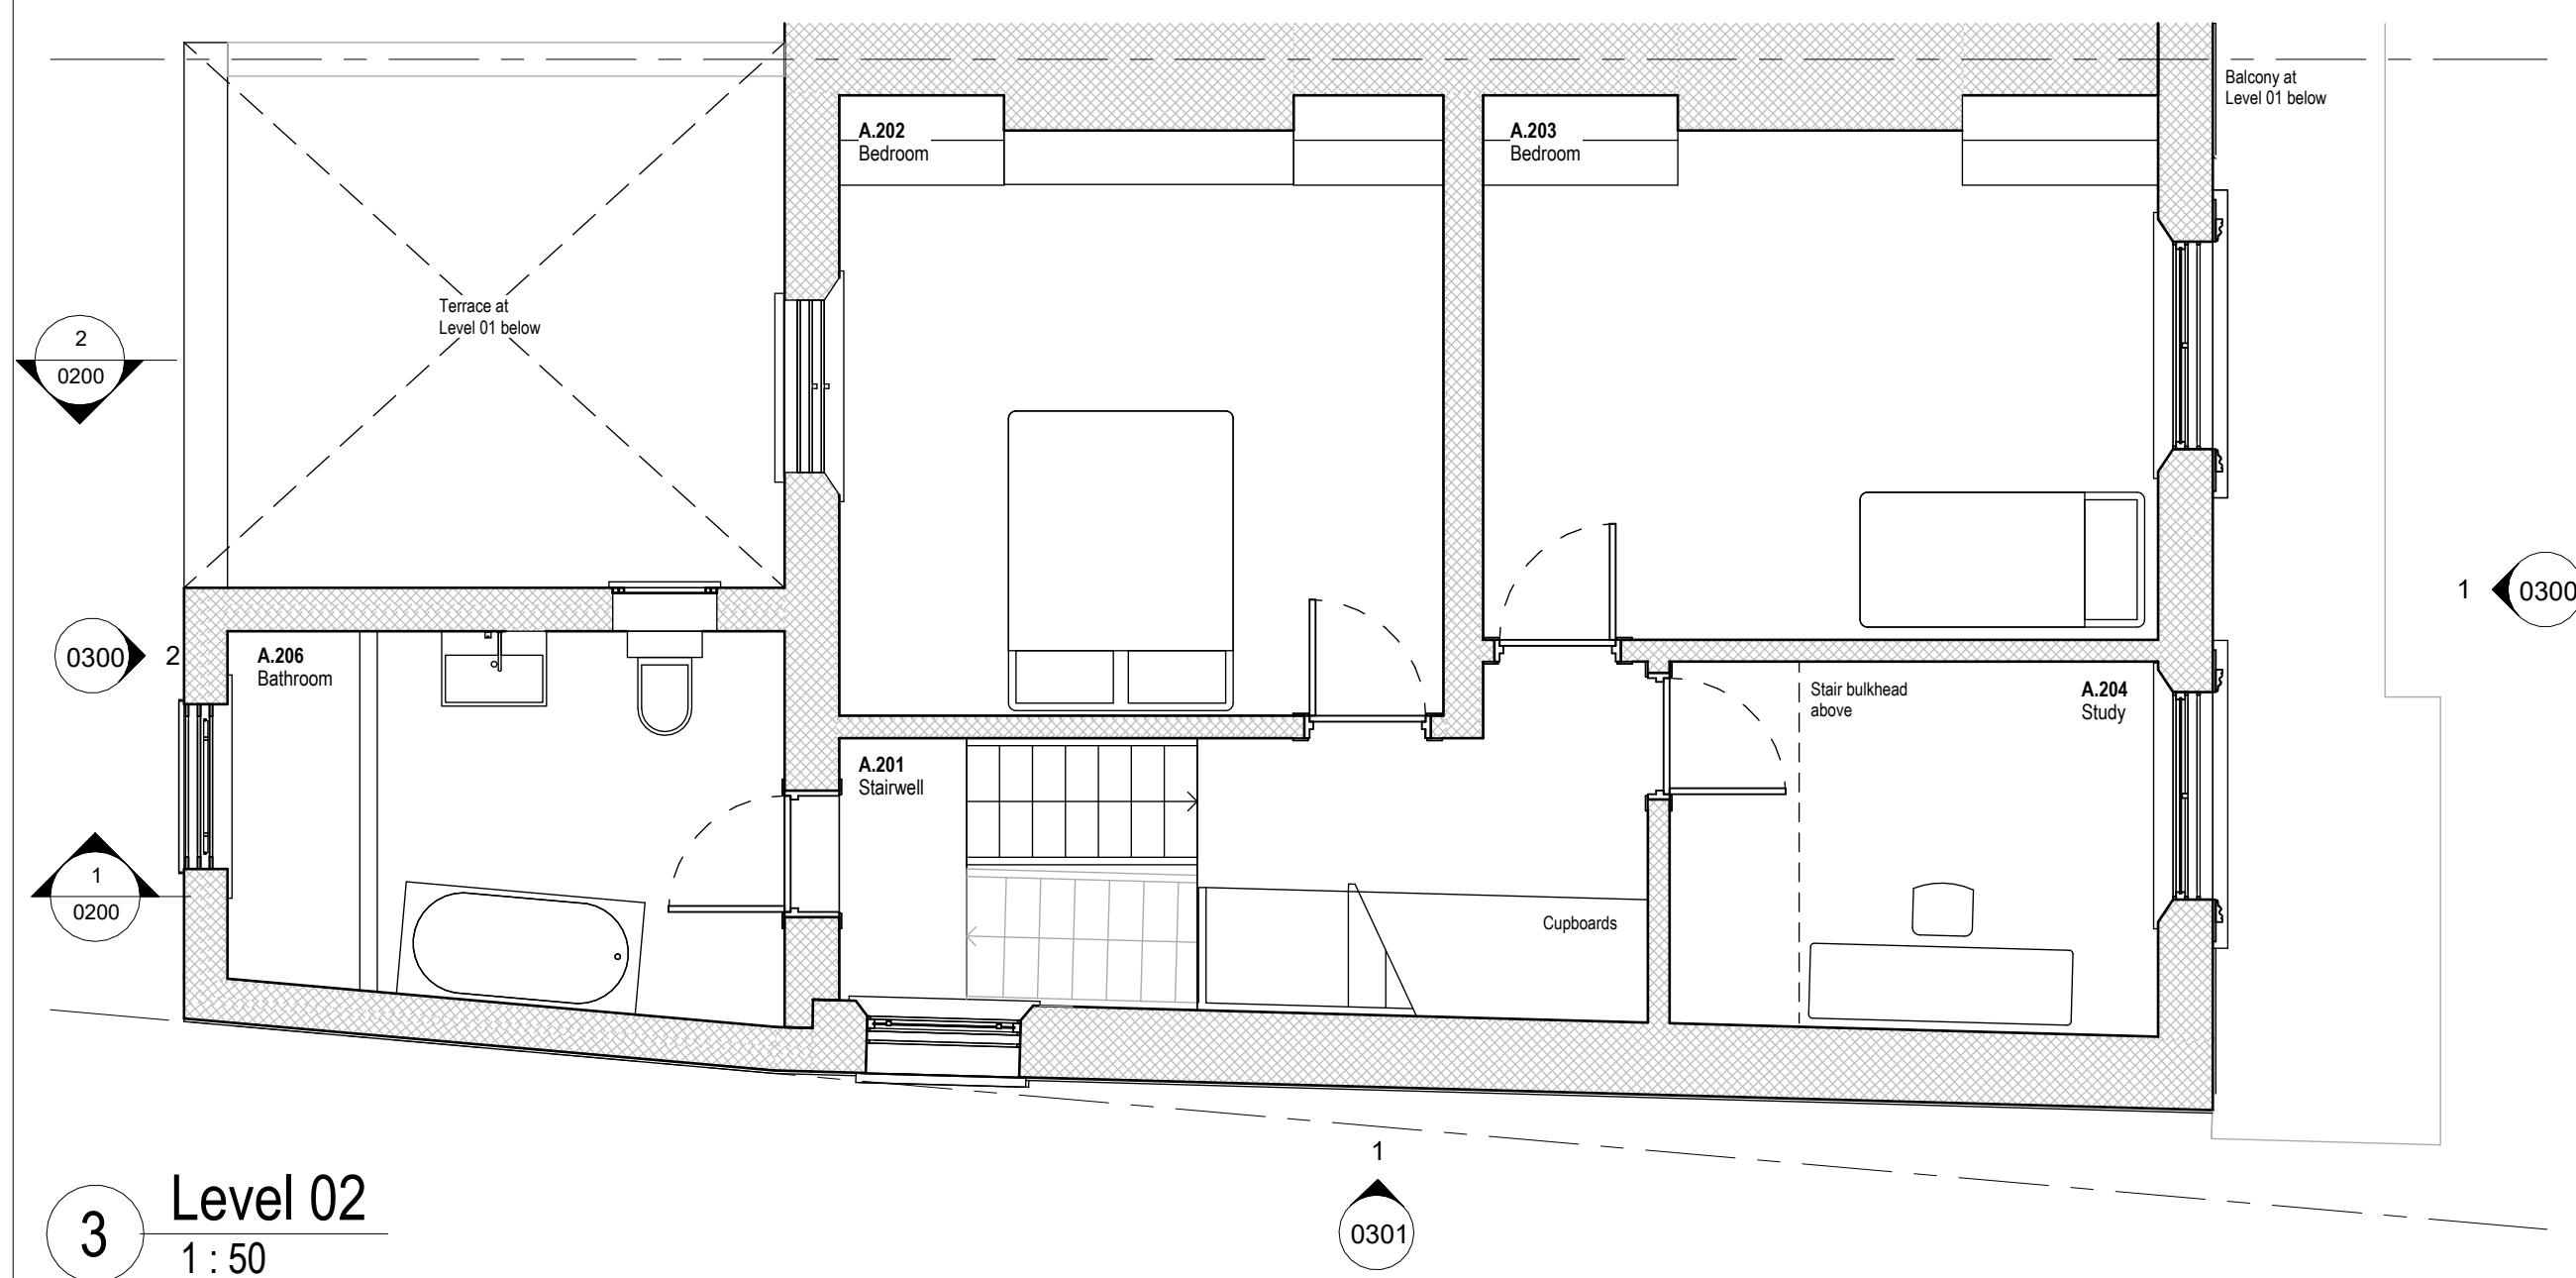 Balcony at
Level 01 below
A.202
Bedroom
A.203
Bedroom
Terrace at
Level 01 below
2
0200
1
0300
0300
2
A.206
Bathroom
Stair bulkhead
above
A.204
Study
A.201
Stairwell
1
0200
Cupboards
1
0301
3
Level 02
1 : 50